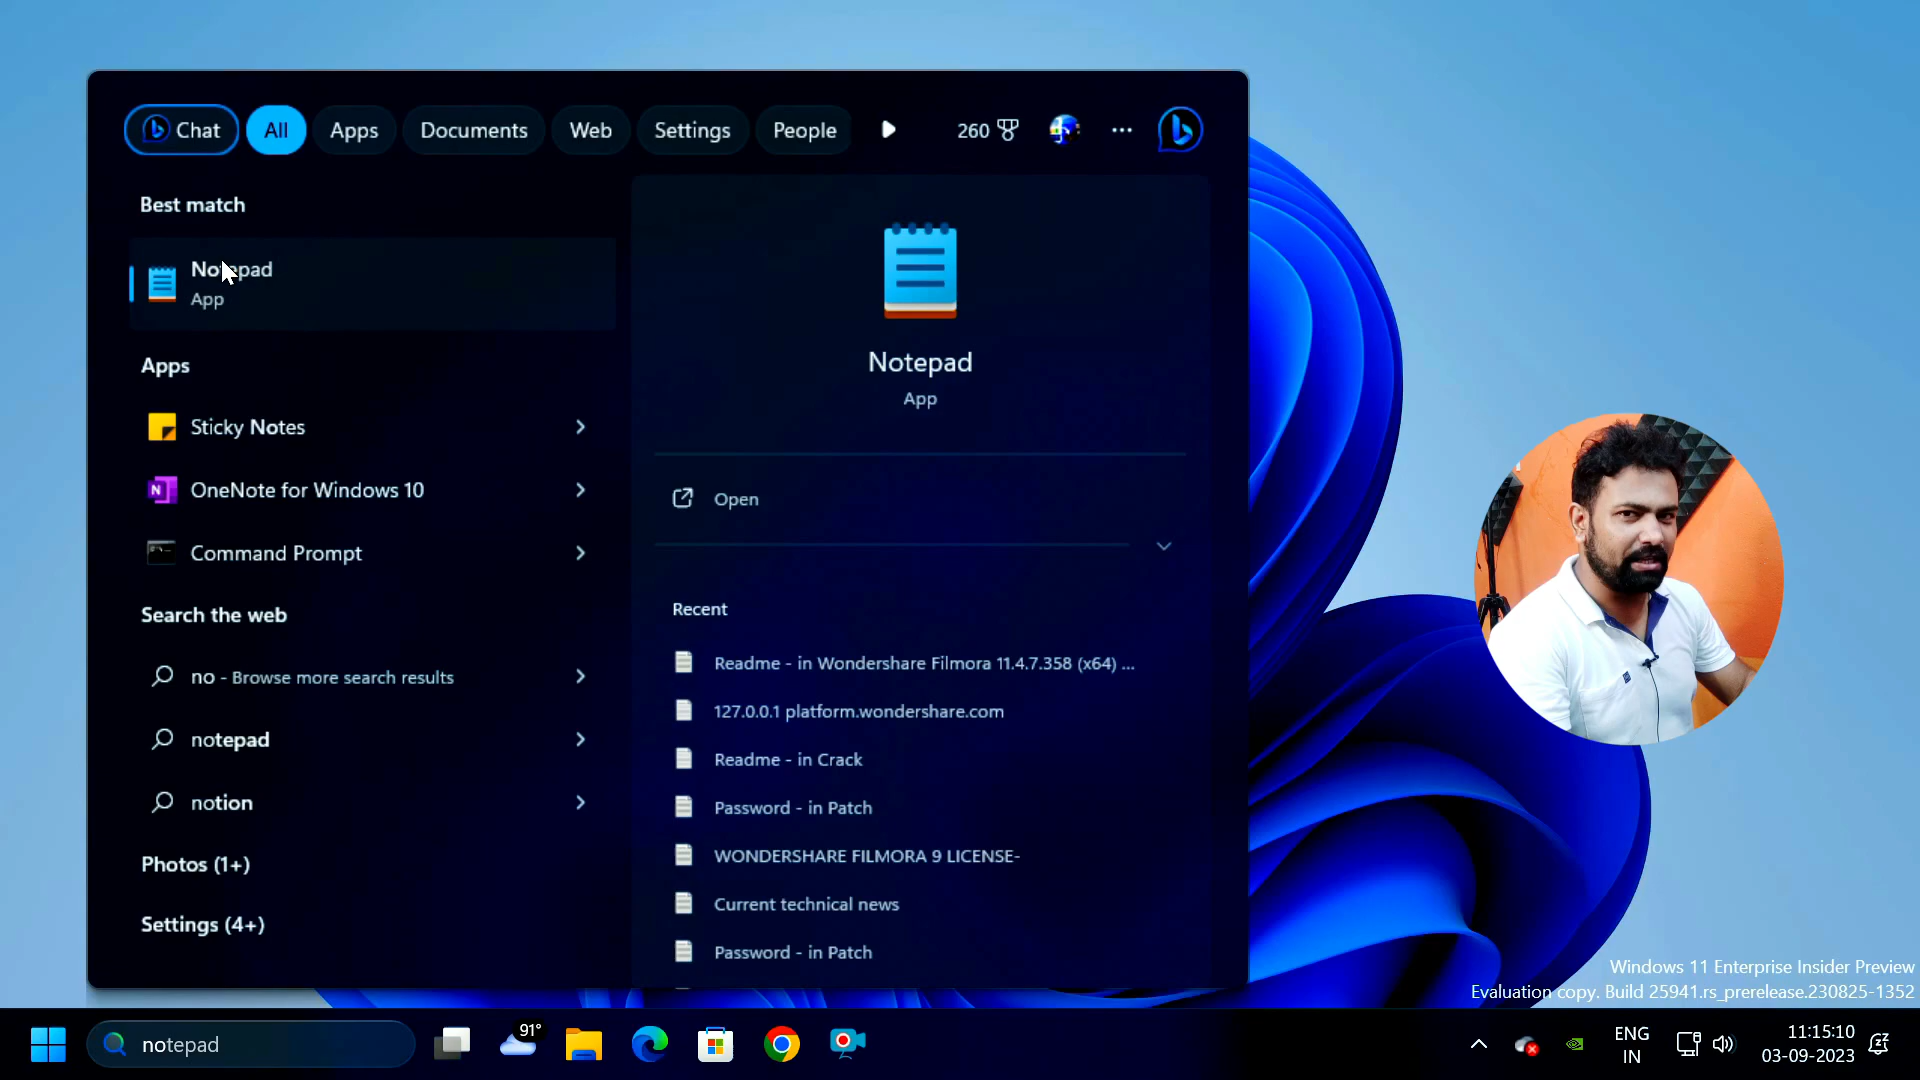 Chat
All
Apps
Documents
Web
Settings
People
260
Best match
Notepad
App
Apps
Sticky Notes
OneNote for Windows 10
Command Prompt
Search the web
no - Browse more search results
notepad
notion
Photos (1+)
Settings (4+)
Notepad
App
Open
Recent
Readme - in Wondershare Filmora 11.4.7.358 (x64) ...
127.0.0.1 platform.wondershare.com
Readme - in Crack
Password - in Patch
WONDERSHARE FILMORA 9 LICENSE-
Current technical news
Password - in Patch
Windows 11 Enterprise Insider Preview
Evaluation copy. Build 25941.rs_prerelease.230825-1352
notepad
91°
ENG
IN
11:15:10
03-09-2023